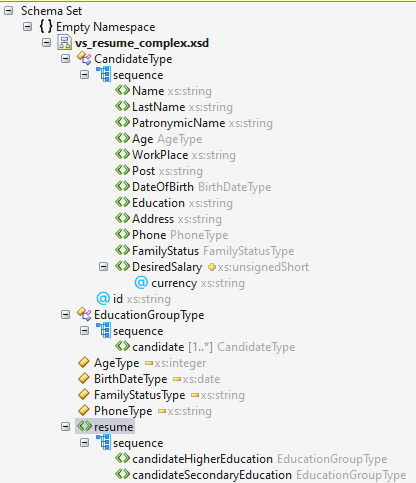 Schema Set
{ } Empty Namespace
vs_resume_complex.xsd
CandidateType
sequence
Name xs:string
LastName xs:string
PatronymicName xs:string
Age AgeType
WorkPlace xs:string
Post xs:string
DateOfBirth BirthDateType
Education xs:string
Address xs:string
Phone PhoneType
FamilyStatus FamilyStatusType
DesiredSalary xs:unsignedShort
currency xs:string
id xs:string
EducationGroupType
sequence
candidate [1..*] CandidateType
AgeType xs:integer
BirthDateType xs:date
FamilyStatusType xs:string
PhoneType xs:string
resume
sequence
candidateHigherEducation EducationGroupType
candidateSecondaryEducation EducationGroupType